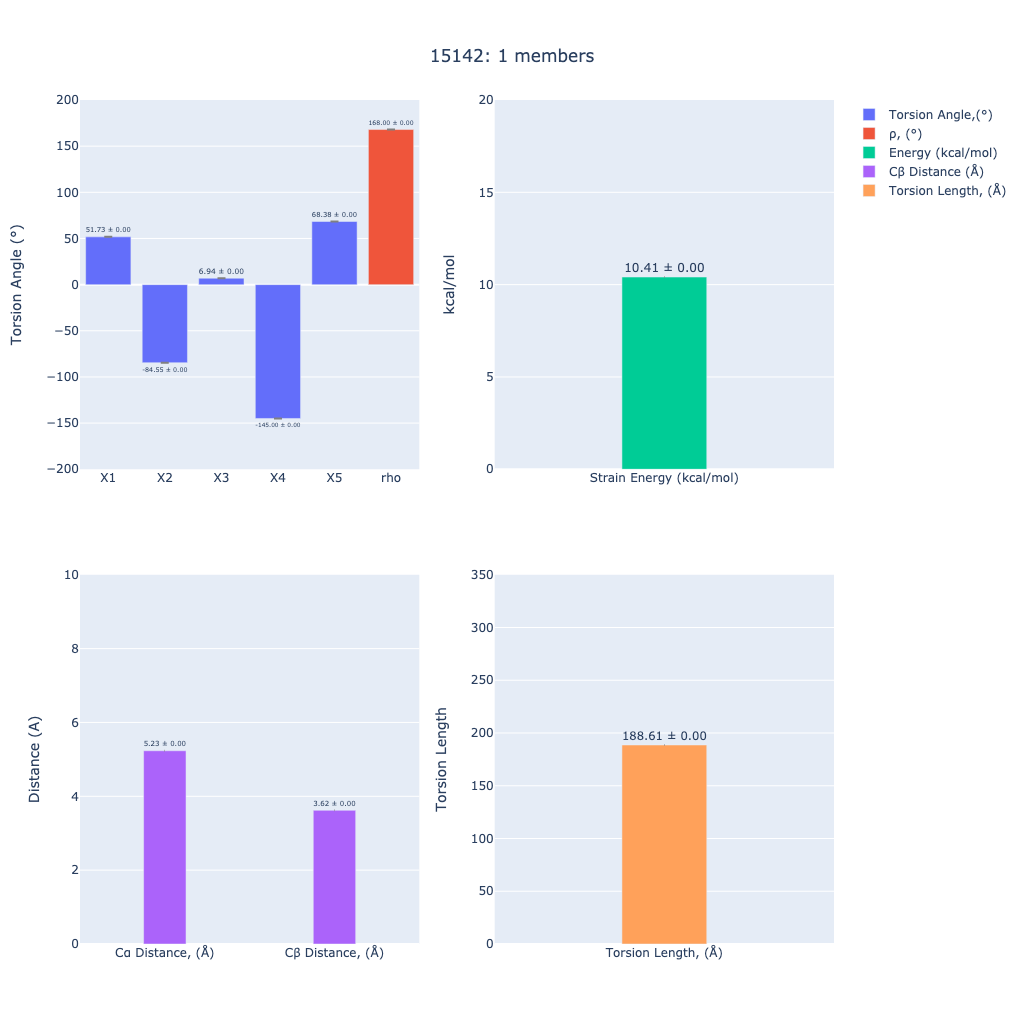 15142: 1 members
Torsion Angle (°)
200
150
100
50
0
−50
−100
−150
−200
51.73 ± 0.00
-84.55 ± 0.00
6.94 ± 0.00
-145.00 ± 0.00
68.38 ± 0.00
168.00 ± 0.00
X1 X2 X3 X4 X5 rho
kcal/mol
20
15
10
5
0
10.41 ± 0.00
Strain Energy (kcal/mol)
Torsion Angle,(°)
ρ, (°)
Energy (kcal/mol)
Cβ Distance (Å)
Torsion Length, (Å)
Distance (A)
10
8
6
4
2
0
5.23 ± 0.00
3.62 ± 0.00
Cα Distance, (Å) Cβ Distance, (Å)
Torsion Length
350
300
250
200
150
100
50
0
188.61 ± 0.00
Torsion Length, (Å)